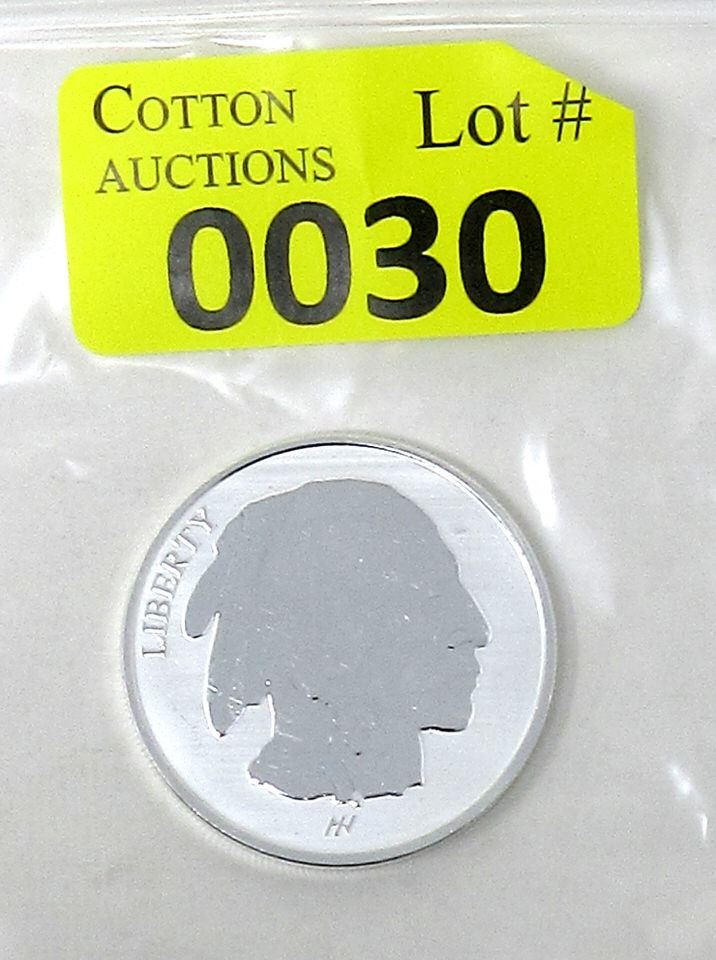 COTTON
AUCTIONS
Lot #
0030
LIBERTY